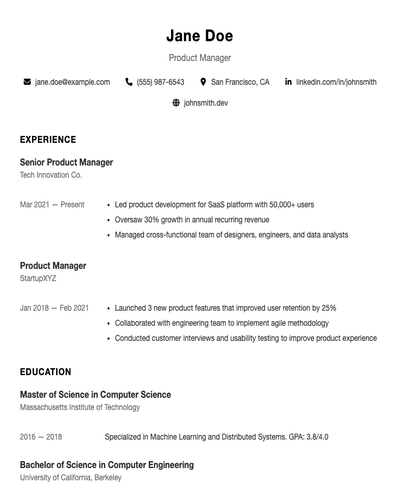 Jane Doe
Product Manager
jane.doe@example.com (555) 987-6543 San Francisco, CA linkedin.com/in/johnsmith
johnsmith.dev
EXPERIENCE
Senior Product Manager
Tech Innovation Co.
Mar 2021 — Present
• Led product development for SaaS platform with 50,000+ users
• Oversaw 30% growth in annual recurring revenue
• Managed cross-functional team of designers, engineers, and data analysts
Product Manager
StartupXYZ
Jan 2018 — Feb 2021
• Launched 3 new product features that improved user retention by 25%
• Collaborated with engineering team to implement agile methodology
• Conducted customer interviews and usability testing to improve product experience
EDUCATION
Master of Science in Computer Science
Massachusetts Institute of Technology
2016 — 2018
Specialized in Machine Learning and Distributed Systems. GPA: 3.8/4.0
Bachelor of Science in Computer Engineering
University of California, Berkeley